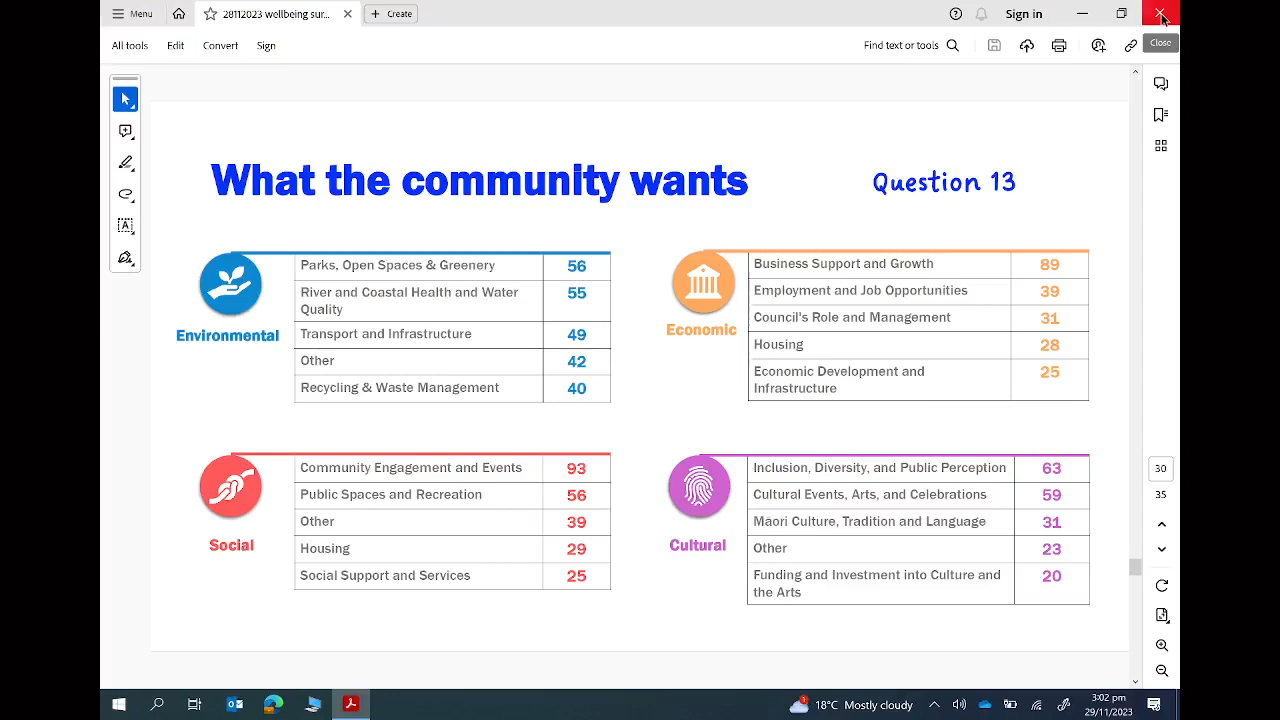 Menu
28112023 wellbeing sur...
Create
Sign in
All tools
Edit
Convert
Sign
Find text or tools
Close
What the community wants
Question 13
Environmental
Parks, Open Spaces & Greenery 56
River and Coastal Health and Water
Quality
55
Transport and Infrastructure 49
Other 42
Recycling & Waste Management 40
Economic
Business Support and Growth 89
Employment and Job Opportunities 39
Council's Role and Management 31
Housing 28
Economic Development and
Infrastructure
25
Social
Community Engagement and Events 93
Public Spaces and Recreation 56
Other 39
Housing 29
Social Support and Services 25
Cultural
Inclusion, Diversity, and Public Perception 63
Cultural Events, Arts, and Celebrations 59
Māori Culture, Tradition and Language 31
Other 23
Funding and Investment into Culture and
the Arts
20
30
35
1
18°C Mostly cloudy
3:02 pm
29/11/2023